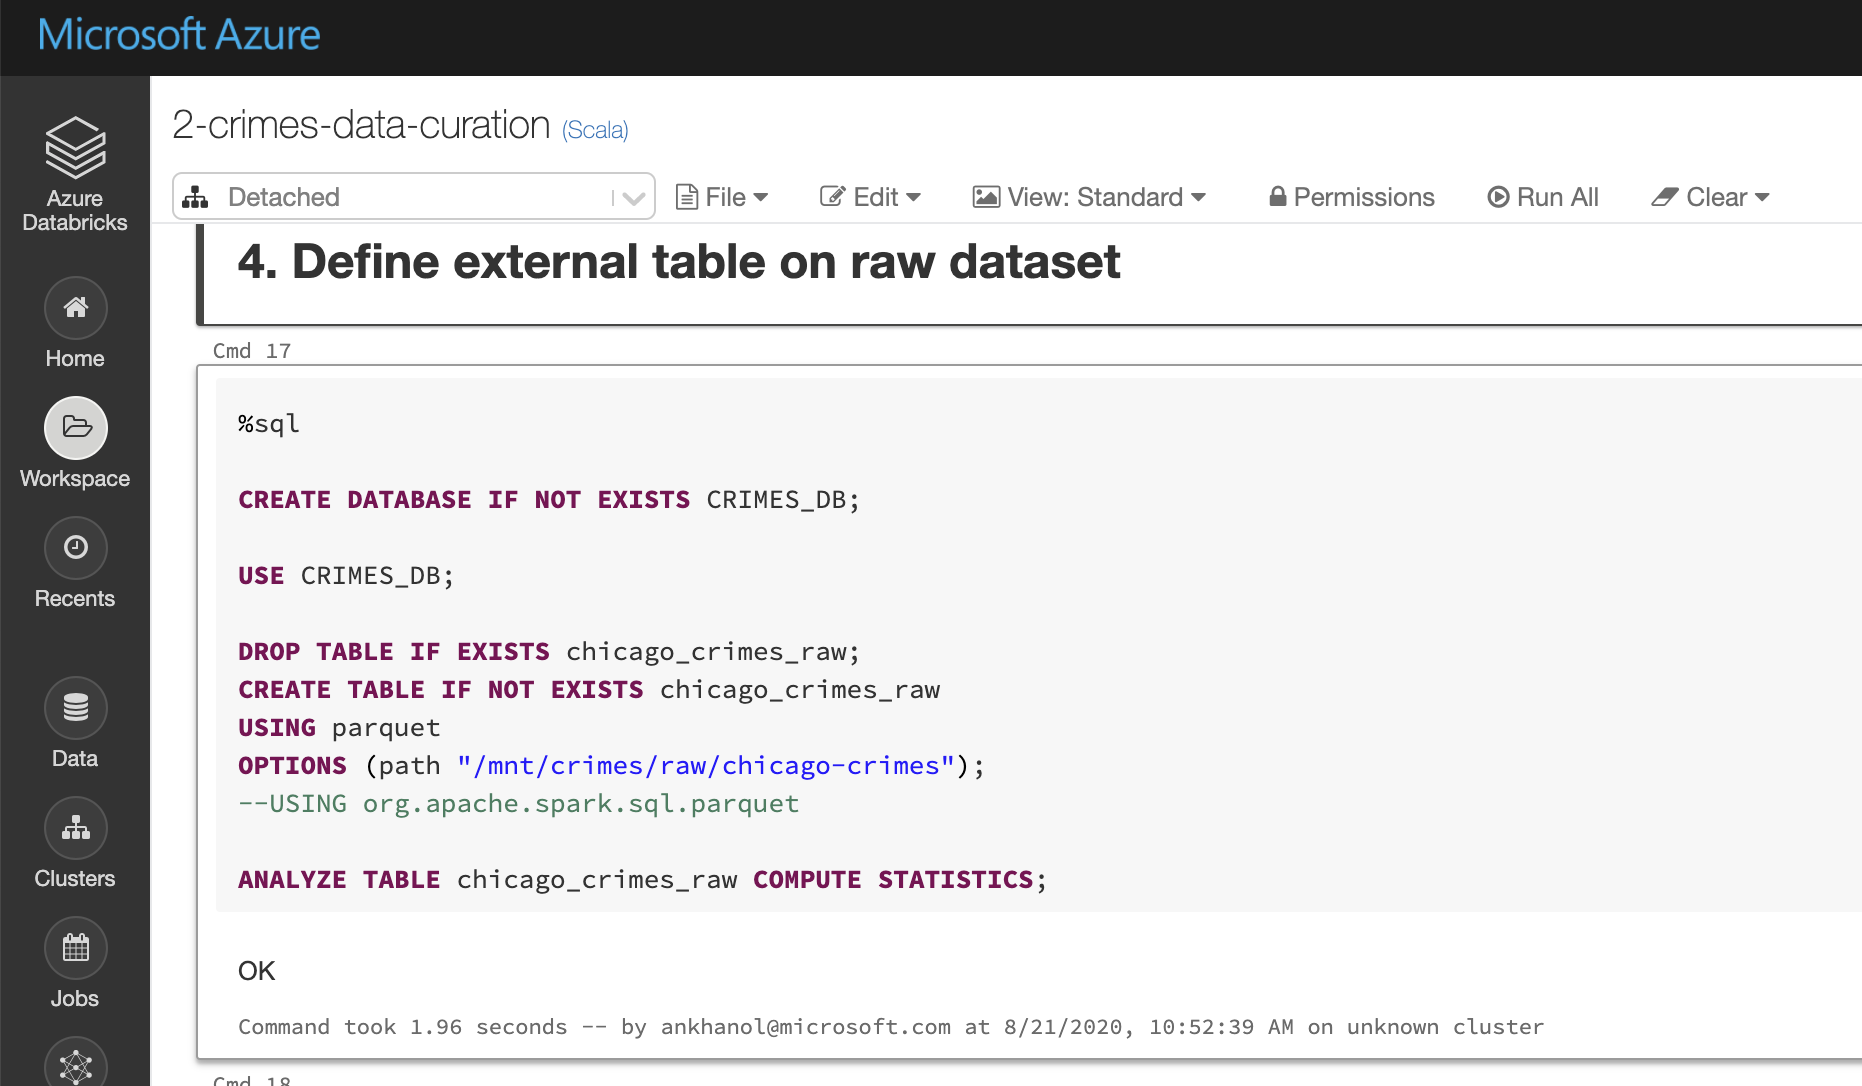 Microsoft Azure
Azure
Databricks
Home
Workspace
Recents
Data
Clusters
Jobs
2-crimes-data-curation (Scala)
Detached File Edit View: Standard Permissions Run All Clear
4. Define external table on raw dataset
Cmd 17
%sql
CREATE DATABASE IF NOT EXISTS CRIMES_DB;
USE CRIMES_DB;
DROP TABLE IF EXISTS chicago_crimes_raw;
CREATE TABLE IF NOT EXISTS chicago_crimes_raw
USING parquet
OPTIONS (path "/mnt/crimes/raw/chicago-crimes");
--USING org.apache.spark.sql.parquet
ANALYZE TABLE chicago_crimes_raw COMPUTE STATISTICS;
OK
Command took 1.96 seconds -- by ankhanol@microsoft.com at 8/21/2020, 10:52:39 AM on unknown cluster
Cmd 18